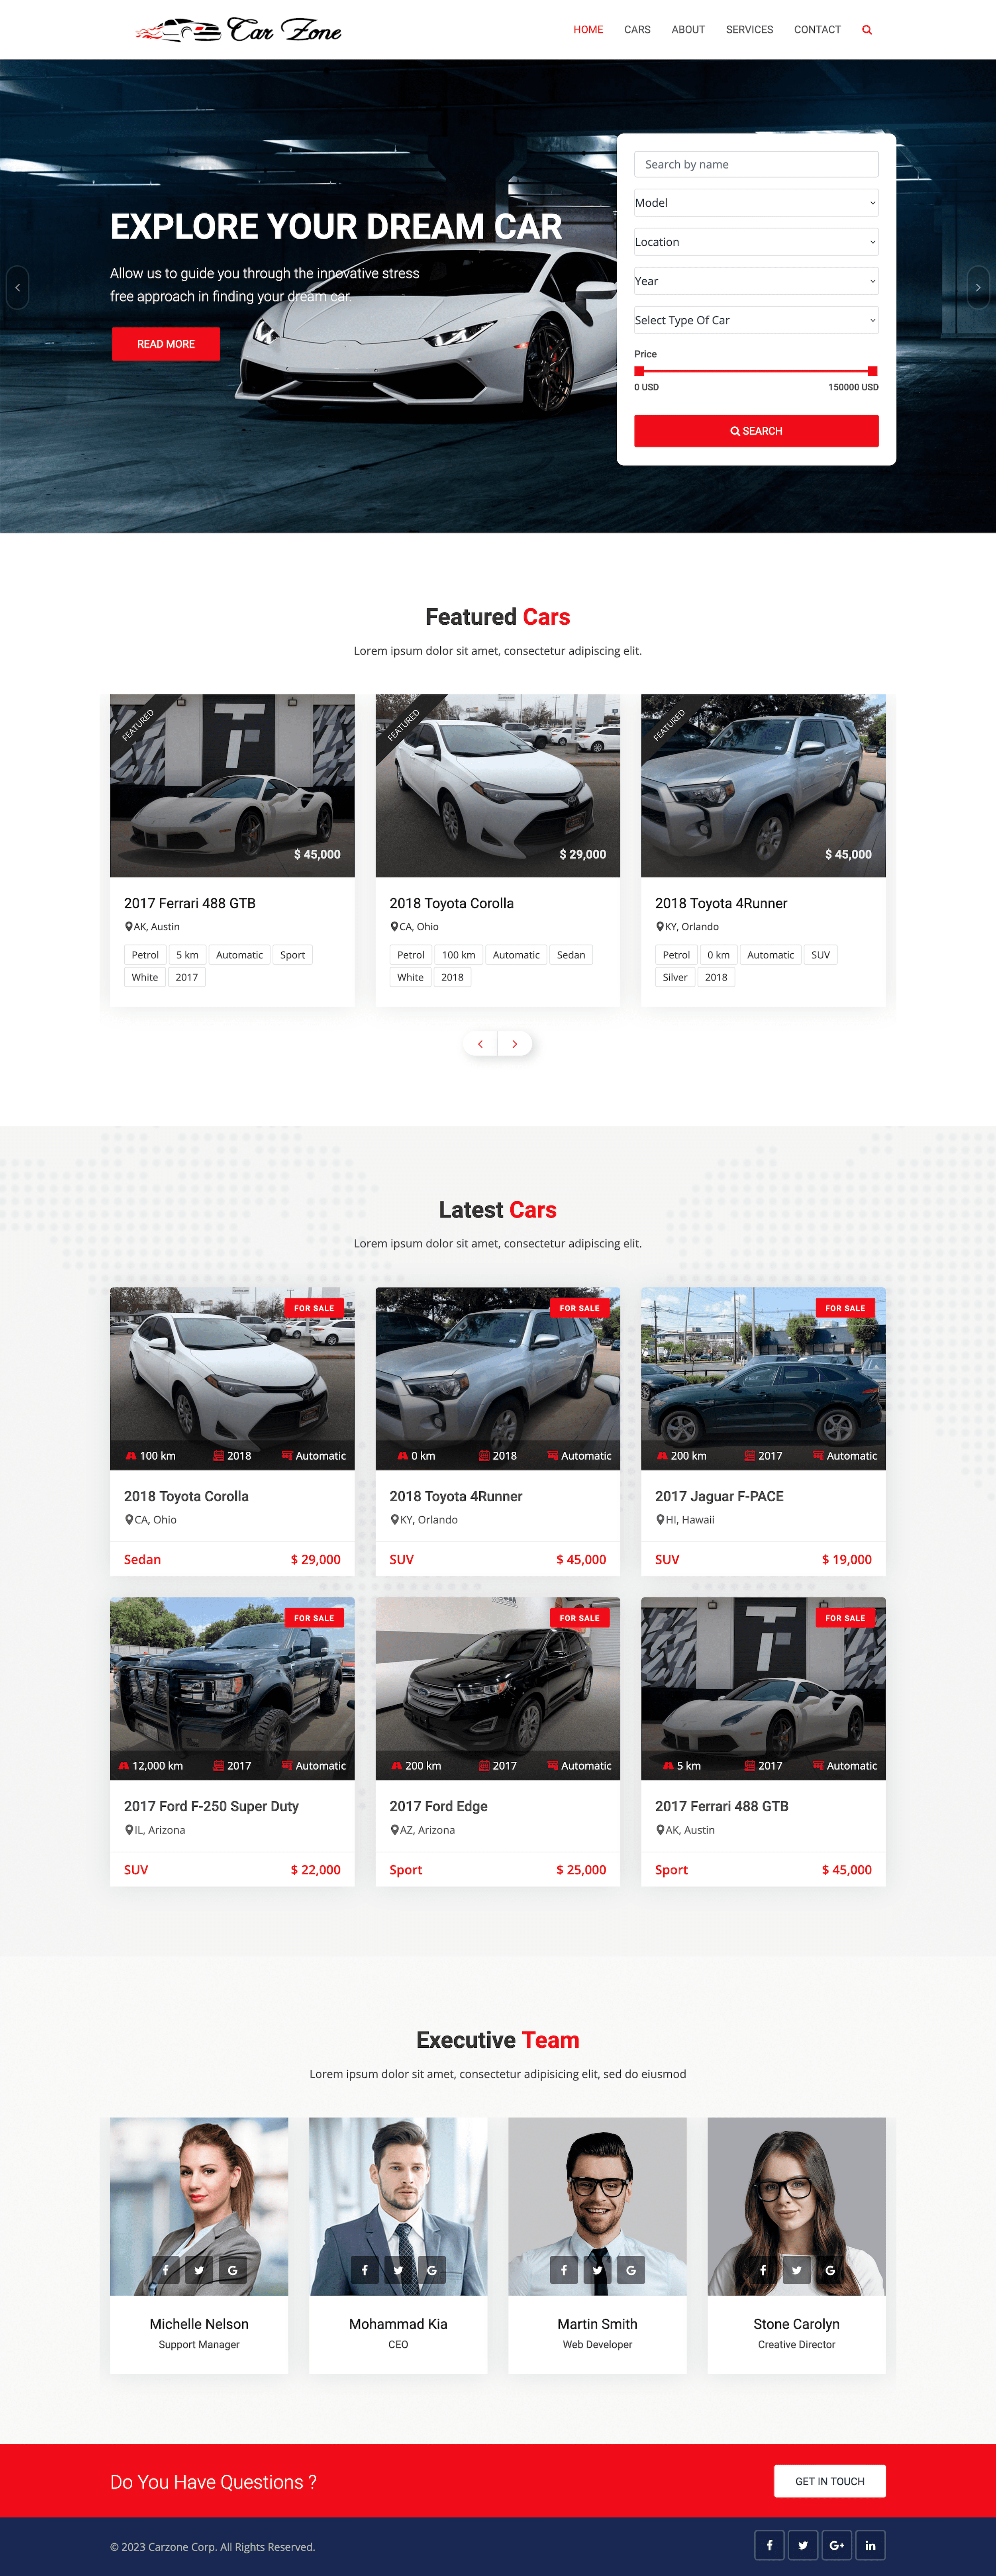 Car Zone
HOME CARS ABOUT SERVICES CONTACT
Search by name
Model
Location
Year
Select Type Of Car
Price
0 USD 150000 USD
SEARCH
EXPLORE YOUR DREAM CAR
Allow us to guide you through the innovative stress
free approach in finding your dream car.
READ MORE
Featured Cars
Lorem ipsum dolor sit amet, consectetur adipiscing elit.
FEATURED
$ 45,000
2017 Ferrari 488 GTB
AK, Austin
Petrol 5 km Automatic Sport
White 2017
FEATURED
$ 29,000
2018 Toyota Corolla
CA, Ohio
Petrol 100 km Automatic Sedan
White 2018
FEATURED
$ 45,000
2018 Toyota 4Runner
KY, Orlando
Petrol 0 km Automatic SUV
Silver 2018
Latest Cars
Lorem ipsum dolor sit amet, consectetur adipiscing elit.
FOR SALE
100 km 2018 Automatic
2018 Toyota Corolla
CA, Ohio
Sedan $ 29,000
FOR SALE
0 km 2018 Automatic
2018 Toyota 4Runner
KY, Orlando
SUV $ 45,000
FOR SALE
200 km 2017 Automatic
2017 Jaguar F-PACE
HI, Hawaii
SUV $ 19,000
FOR SALE
12,000 km 2017 Automatic
2017 Ford F-250 Super Duty
IL, Arizona
SUV $ 22,000
FOR SALE
200 km 2017 Automatic
2017 Ford Edge
AZ, Arizona
Sport $ 25,000
FOR SALE
5 km 2017 Automatic
2017 Ferrari 488 GTB
AK, Austin
Sport $ 45,000
Executive Team
Lorem ipsum dolor sit amet, consectetur adipisicing elit, sed do eiusmod
Michelle Nelson
Support Manager
Mohammad Kia
CEO
Martin Smith
Web Developer
Stone Carolyn
Creative Director
Do You Have Questions ?
GET IN TOUCH
© 2023 Carzone Corp. All Rights Reserved.